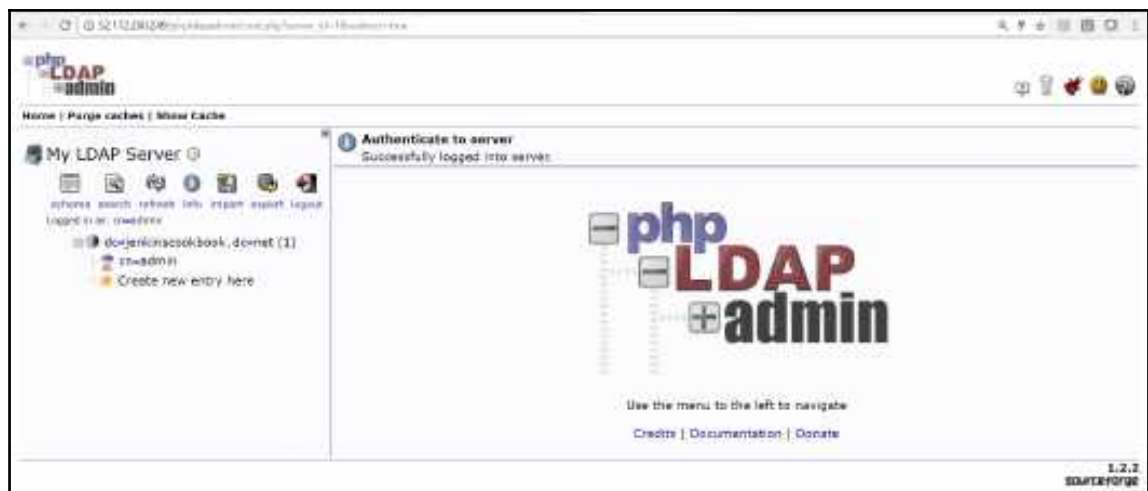 php
LDAP
admin
Home | Purge caches | Show Cache
My LDAP Server
schema search refresh info import export logout
Logged in as: cn=admin
dc=jenkinscookbook,dc=net (1)
cn=admin
Create new entry here
Authenticate to server
Successfully logged into server.
php
LDAP
admin
Use the menu to the left to navigate
Credits | Documentation | Donate
1.2.2
sourceforge